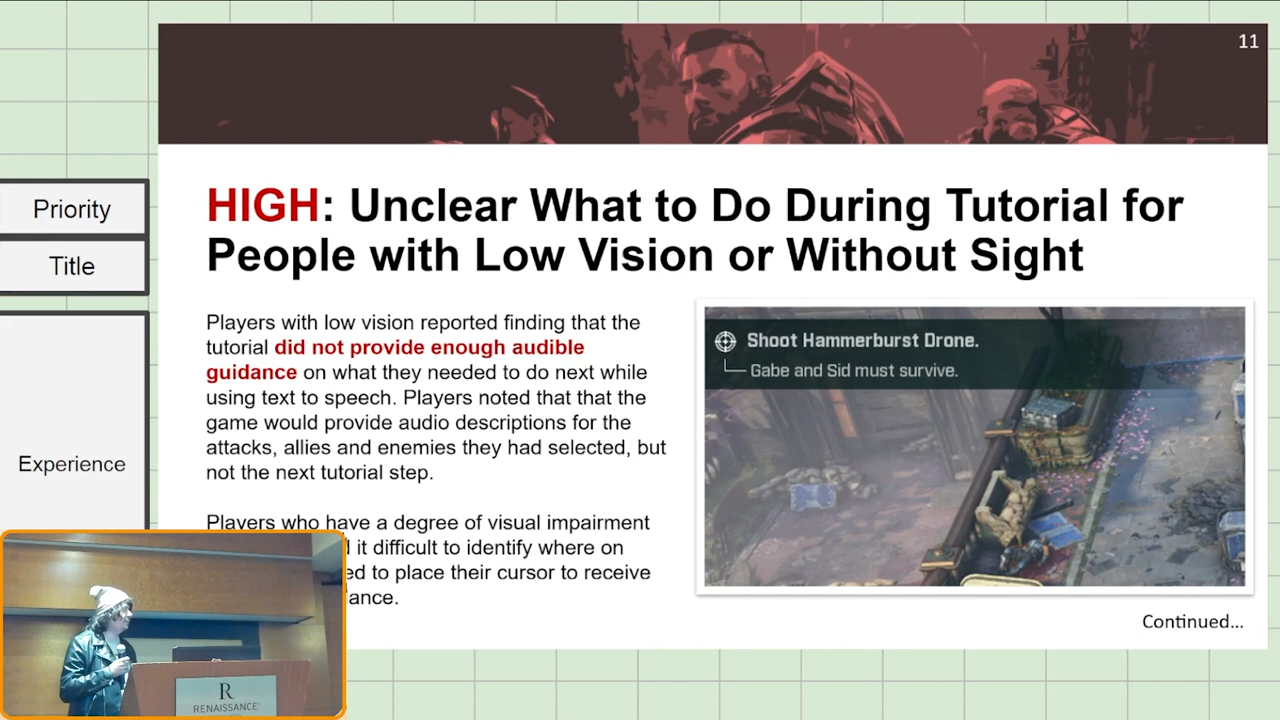 11
Priority
Title
Experience
HIGH: Unclear What to Do During Tutorial for
People with Low Vision or Without Sight
Players with low vision reported finding that the
tutorial did not provide enough audible
guidance on what they needed to do next while
using text to speech. Players noted that that the
game would provide audio descriptions for the
attacks, allies and enemies they had selected, but
not the next tutorial step.
Players who have a degree of visual impairment
it difficult to identify where on
to place their cursor to receive
Shoot Hammerburst Drone.
Gabe and Sid must survive.
Continued...
R
RENAISSANCE